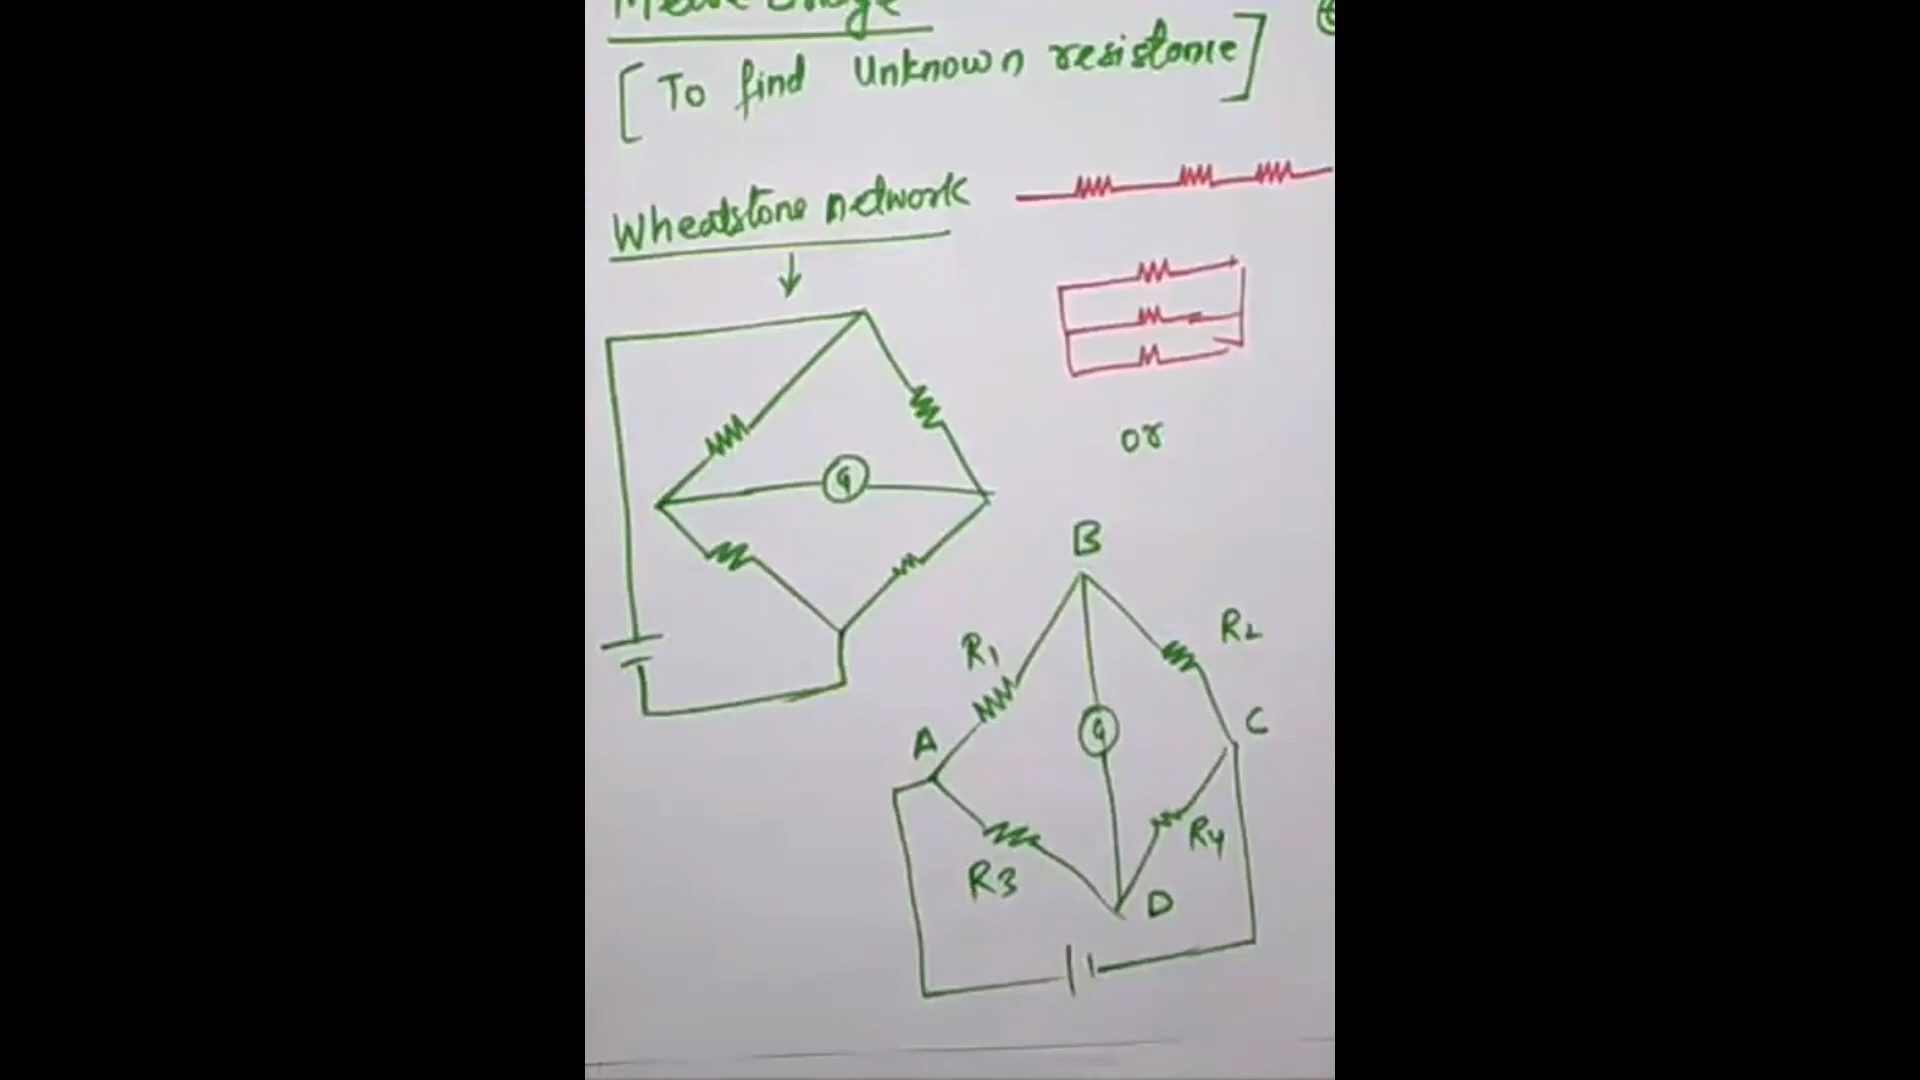 [To find Unknown resistance]
Wheatstone network
G
or
B
R1
R2
G
A
C
R3
R4
D